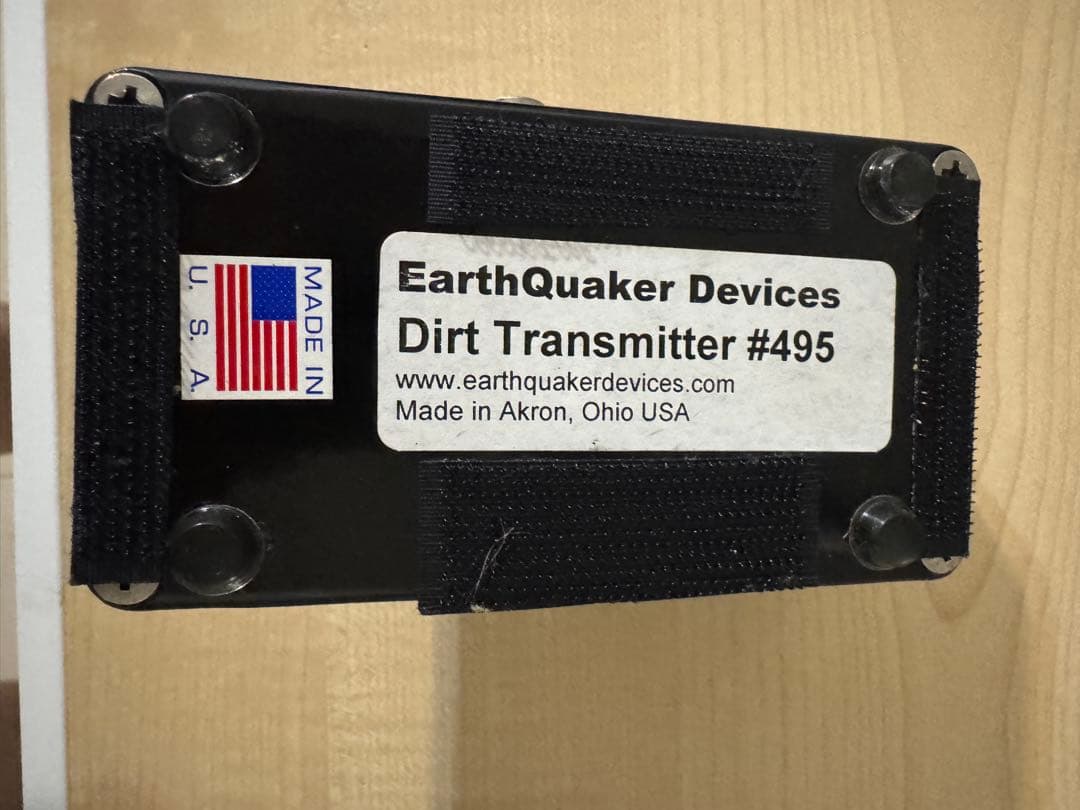 MADE IN
U. S. A.
EarthQuaker Devices
Dirt Transmitter #495
www.earthquakerdevices.com
Made in Akron, Ohio USA